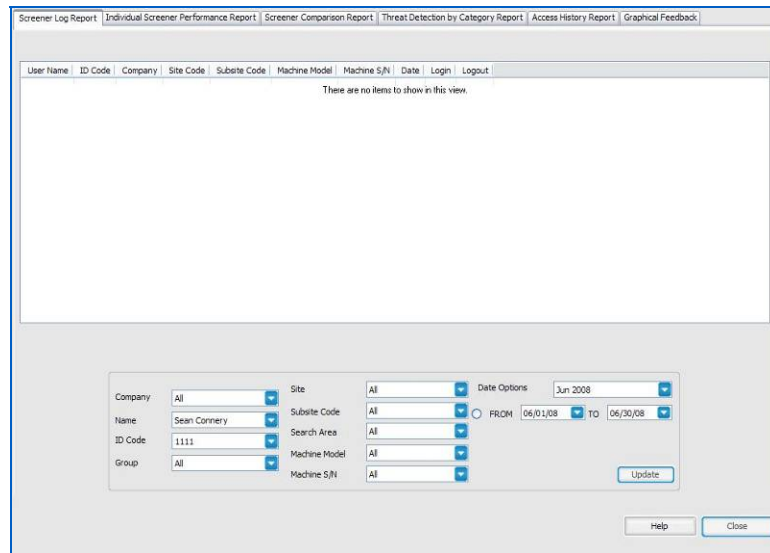 Screener Log Report Individual Screener Performance Report Screener Comparison Report Threat Detection by Category Report Access History Report Graphical Feedback
User Name ID Code Company Site Code Subsite Code Machine Model Machine S/N Date Login Logout
There are no items to show in this view.
Company All
Name Sean Connery
ID Code 1111
Group All
Site All
Subsite Code All
Search Area All
Machine Model All
Machine S/N All
Date Options Jun 2008
FROM 06/01/08 TO 06/30/08
Update
Help Close